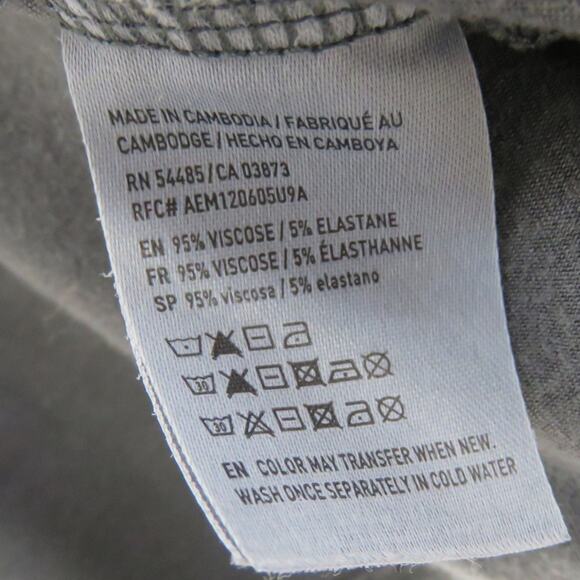 MADE IN CAMBODIA / FABRIQUÉ AU
CAMBODGE / HECHO EN CAMBOYA
RN 54485 / CA 03873
RFC# AEM120605U9A
EN 95% VISCOSE / 5% ELASTANE
FR 95% VISCOSE / 5% ÉLASTHANNE
SP 95% viscosa / 5% elastano
30
30
EN COLOR MAY TRANSFER WHEN NEW.
WASH ONCE SEPARATELY IN COLD WATER